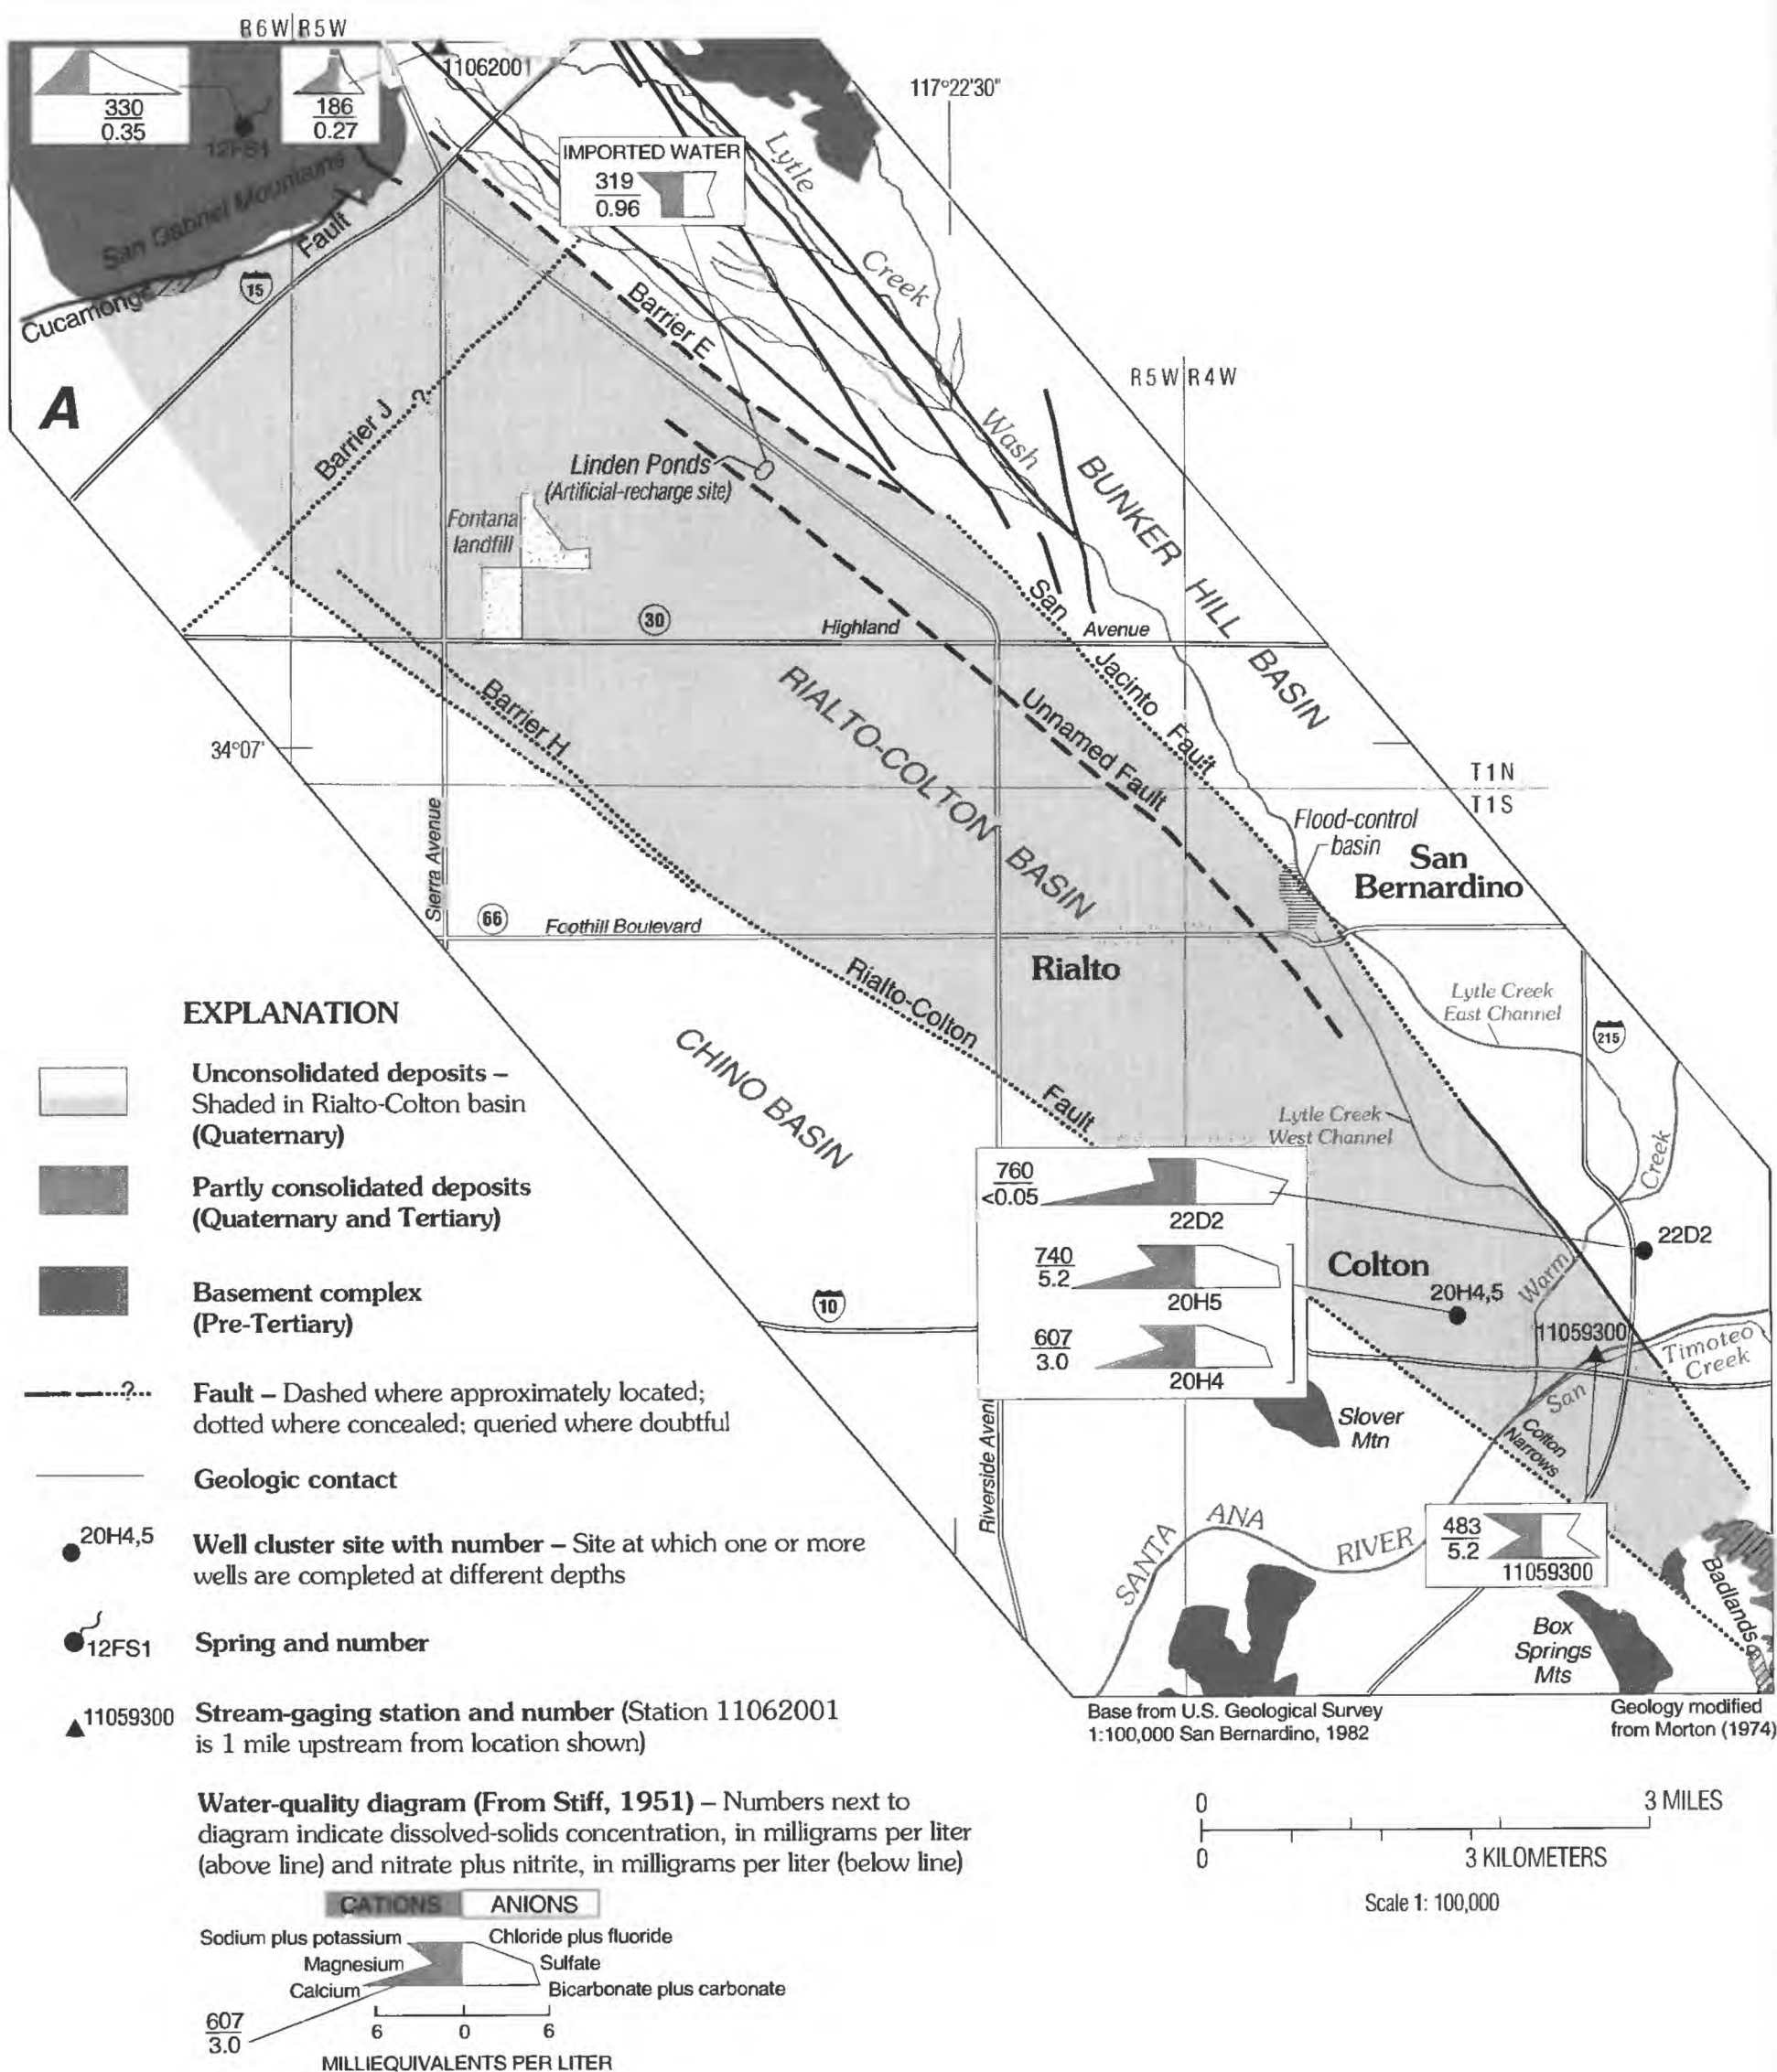 R6W R5W
330
0.35
12FS1
186
0.27
11062001
117°22'30"
IMPORTED WATER
319
0.96
Lytle
Creek
Wash
San Gabriel Mountains
Cucamonga
Fault
15
A
Barrier J
?
Barrier E
Linden Ponds
(Artificial-recharge site)
Fontana
landfill
R5W R4W
BUNKER HILL BASIN
30
Highland
Avenue
San
Jacinto
Fault
Barrier H
RIALTO-COLTON BASIN
Unnamed Fault
34°07'
T1N
T1S
Sierra Avenue
Flood-control
basin
San
Bernardino
66
Foothill Boulevard
Rialto
Rialto-Colton
Fault
CHINO BASIN
Lytle Creek
East Channel
215
Lytle Creek
West Channel
Creek
Warm
760
<0.05
22D2
740
5.2
20H5
607
3.0
20H4
22D2
Colton
20H4,5
11059300
10
Timoteo
Creek
San
Slover
Mtn
Colton
Narrows
Riverside Aven
SANTA
ANA
RIVER
483
5.2
11059300
Badlands
Box
Springs
Mts
Base from U.S. Geological Survey
1:100,000 San Bernardino, 1982
Geology modified
from Morton (1974)
EXPLANATION
Unconsolidated deposits –
Shaded in Rialto-Colton basin
(Quaternary)
Partly consolidated deposits
(Quaternary and Tertiary)
Basement complex
(Pre-Tertiary)
?
Fault – Dashed where approximately located;
dotted where concealed; queried where doubtful
Geologic contact
20H4,5
Well cluster site with number – Site at which one or more
wells are completed at different depths
12FS1
Spring and number
11059300
Stream-gaging station and number (Station 11062001
is 1 mile upstream from location shown)
Water-quality diagram (From Stiff, 1951) – Numbers next to
diagram indicate dissolved-solids concentration, in milligrams per liter
(above line) and nitrate plus nitrite, in milligrams per liter (below line)
CATIONS ANIONS
Sodium plus potassium Chloride plus fluoride
Magnesium Sulfate
Calcium Bicarbonate plus carbonate
607
3.0
6 0 6
MILLIEQUIVALENTS PER LITER
0 3 MILES
0 3 KILOMETERS
Scale 1: 100,000